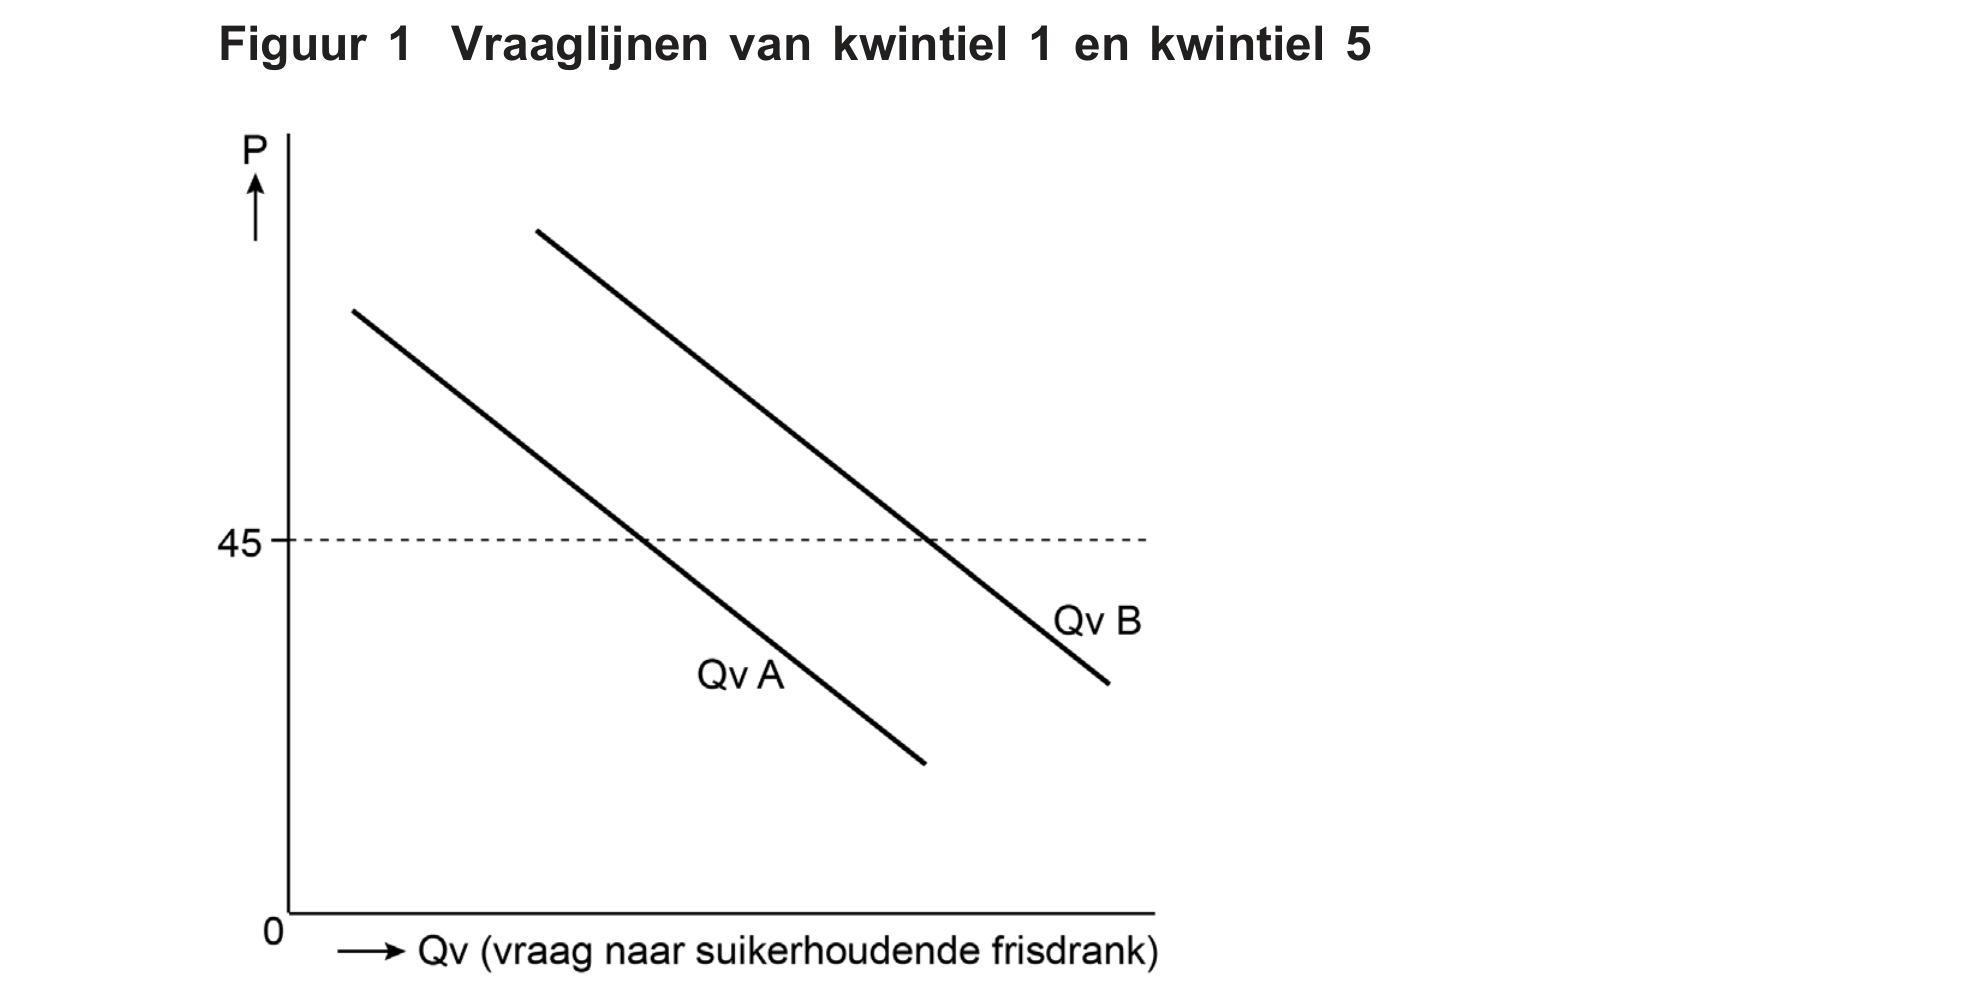 Figuur 1 Vraaglijnen van kwintiel 1 en kwintiel 5
P
45
Qv B
Qv A
0
Qv (vraag naar suikerhoudende frisdrank)